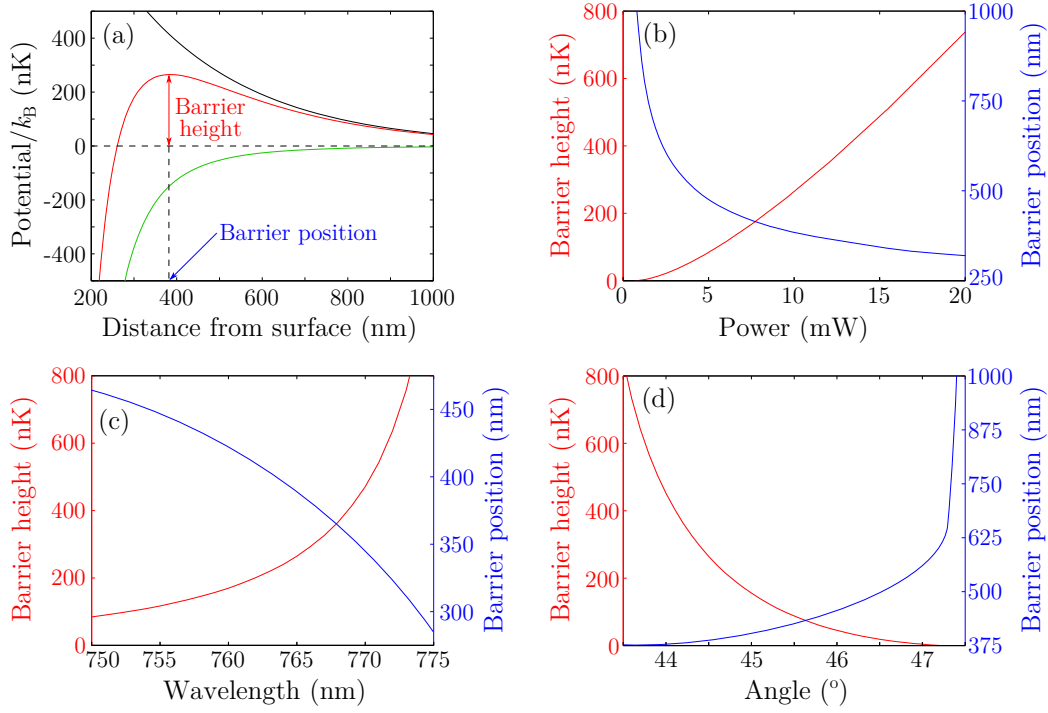 (a)
400
200
0
-200
-400
Potential/k_B (nK)
Barrier
height
Barrier position
200 400 600 800 1000
Distance from surface (nm)
(b)
800
600
400
200
0
Barrier height (nK)
1000
750
500
250
Barrier position (nm)
0 5 10 15 20
Power (mW)
(c)
800
600
400
200
0
Barrier height (nK)
450
400
350
300
Barrier position (nm)
750 755 760 765 770 775
Wavelength (nm)
(d)
800
600
400
200
0
Barrier height (nK)
1000
875
750
625
500
375
Barrier position (nm)
44 45 46 47
Angle (°)